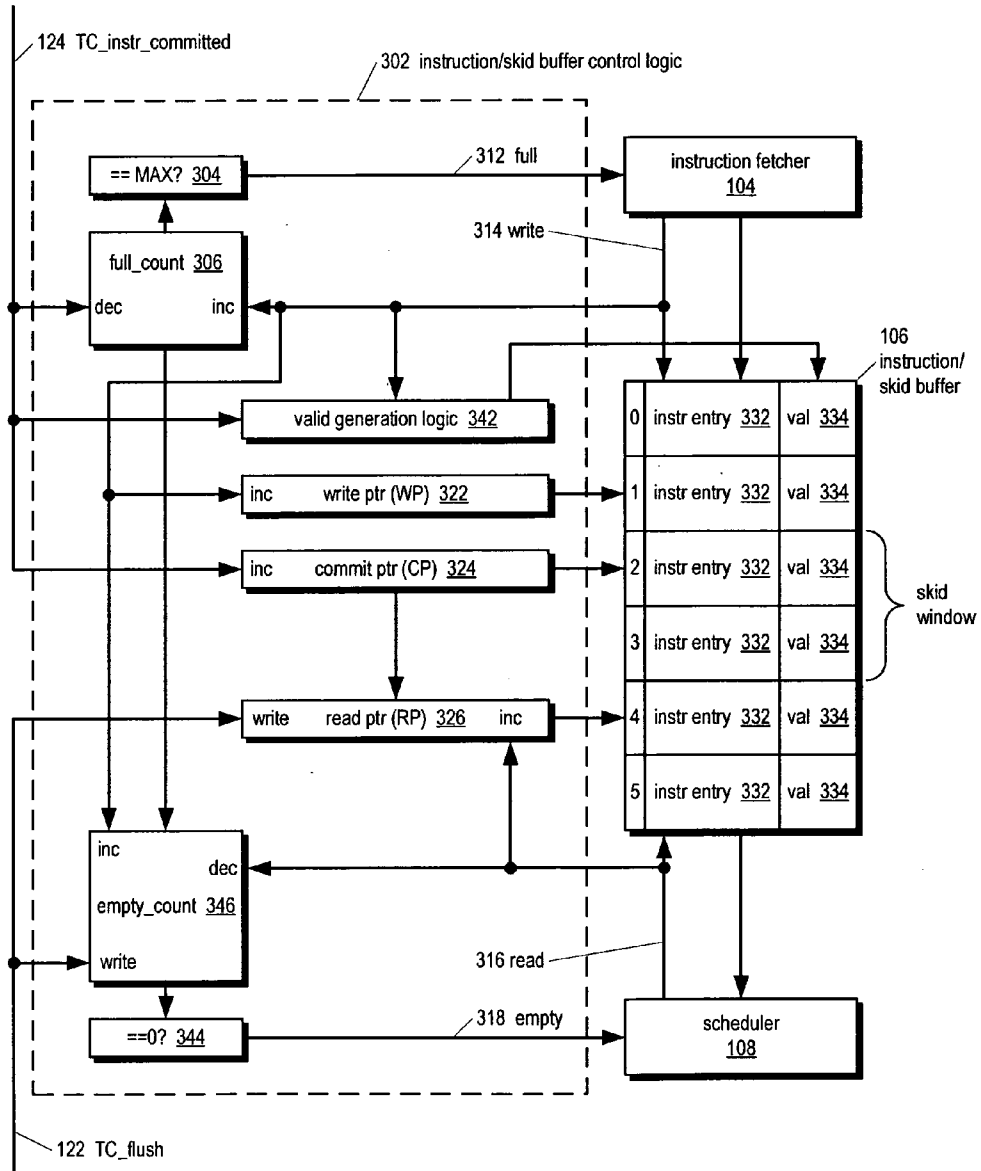 124 TC_instr_committed
302 instruction/skid buffer control logic
== MAX? 304
312 full
instruction fetcher
104
314 write
full_count 306
dec
inc
106
instruction/
skid buffer
valid generation logic 342
0 instr entry 332 val 334
inc write ptr (WP) 322
1 instr entry 332 val 334
inc commit ptr (CP) 324
2 instr entry 332 val 334
skid
window
3 instr entry 332 val 334
write read ptr (RP) 326 inc
4 instr entry 332 val 334
5 instr entry 332 val 334
inc
dec
empty_count 346
write
316 read
==0? 344
318 empty
scheduler
108
122 TC_flush